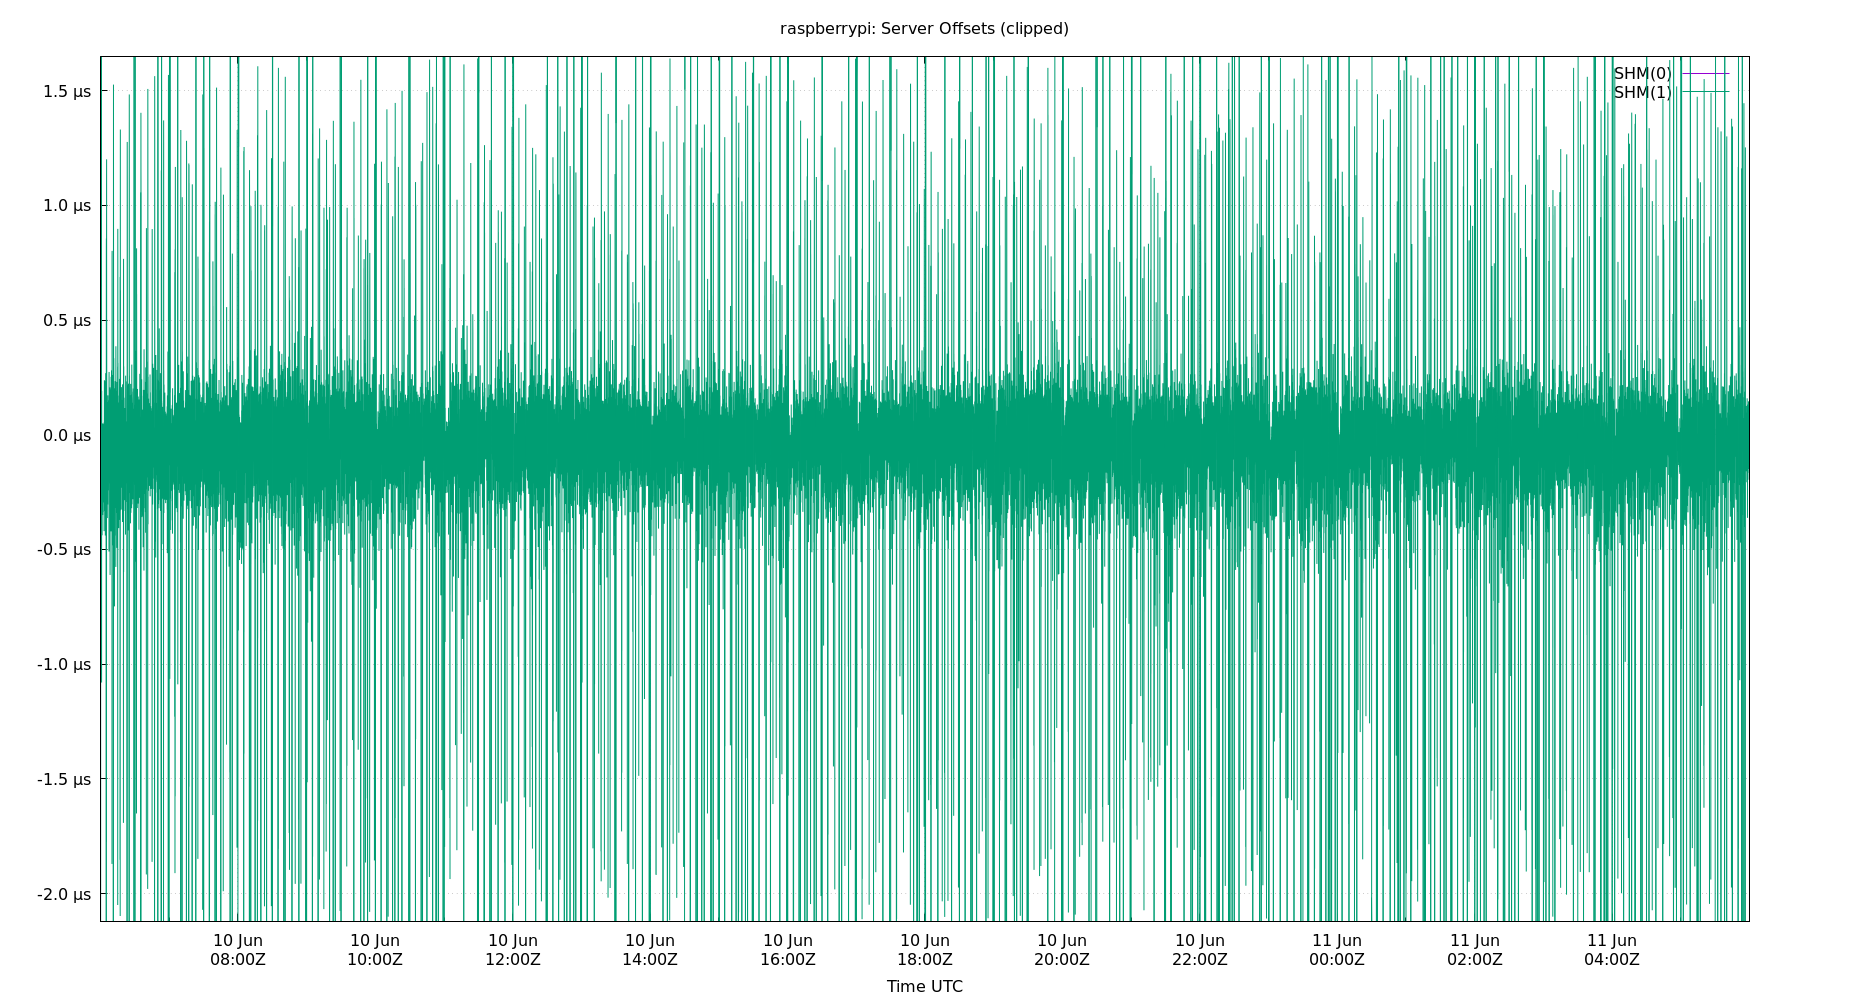 raspberrypi: Server Offsets (clipped)
SHM(0)
SHM(1)
1.5 µs
1.0 µs
0.5 µs
0.0 µs
-0.5 µs
-1.0 µs
-1.5 µs
-2.0 µs
10 Jun 10 Jun 10 Jun 10 Jun 10 Jun 10 Jun 10 Jun 10 Jun 11 Jun 11 Jun 11 Jun
08:00Z 10:00Z 12:00Z 14:00Z 16:00Z 18:00Z 20:00Z 22:00Z 00:00Z 02:00Z 04:00Z
Time UTC